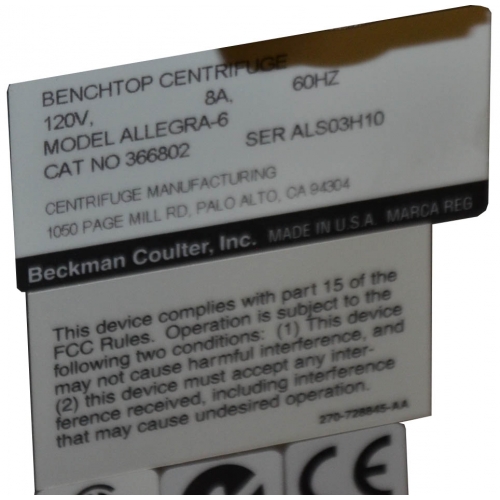 BENCHTOP CENTRIFUGE
120V, 8A, 60HZ
MODEL ALLEGRA-6
CAT NO 366802 SER ALS03H10
CENTRIFUGE MANUFACTURING
1050 PAGE MILL RD, PALO ALTO, CA 94304
Beckman Coulter, Inc. MADE IN U.S.A. MARCA REG
This device complies with part 15 of the
FCC Rules. Operation is subject to the
following two conditions: (1) This device
may not cause harmful interference, and
(2) this device must accept any inter-
ference received, including interference
that may cause undesired operation.
270-728845-AA
CE